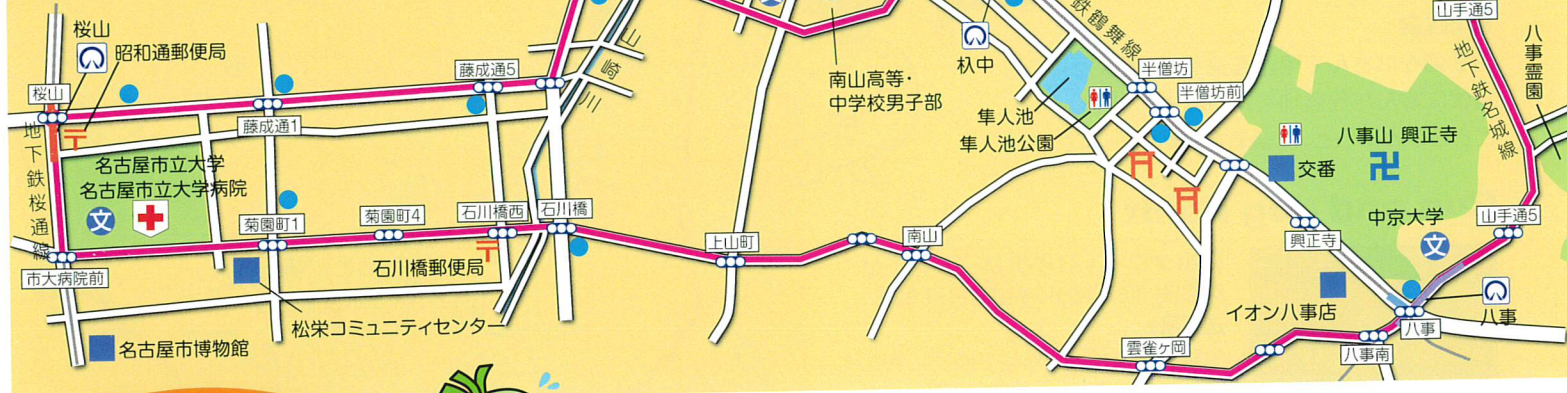 桜山
昭和通郵便局
桜山
地下鉄桜通線
藤成通1
藤成通5
山崎川
名古屋市立大学
名古屋市立大学病院
文
菊園町1
菊園町4
石川橋西
石川橋
石川橋郵便局
市大病院前
松栄コミュニティセンター
名古屋市博物館
上山町
南山
南山高等・
中学校男子部
杁中
鉄鶴舞線
隼人池
隼人池公園
半僧坊
半僧坊前
交番
八事山 興正寺
中京大学
文
興正寺
イオン八事店
雲雀ヶ岡
八事南
八事
八事
山手通5
山手通5
地下鉄名城線
八事霊園